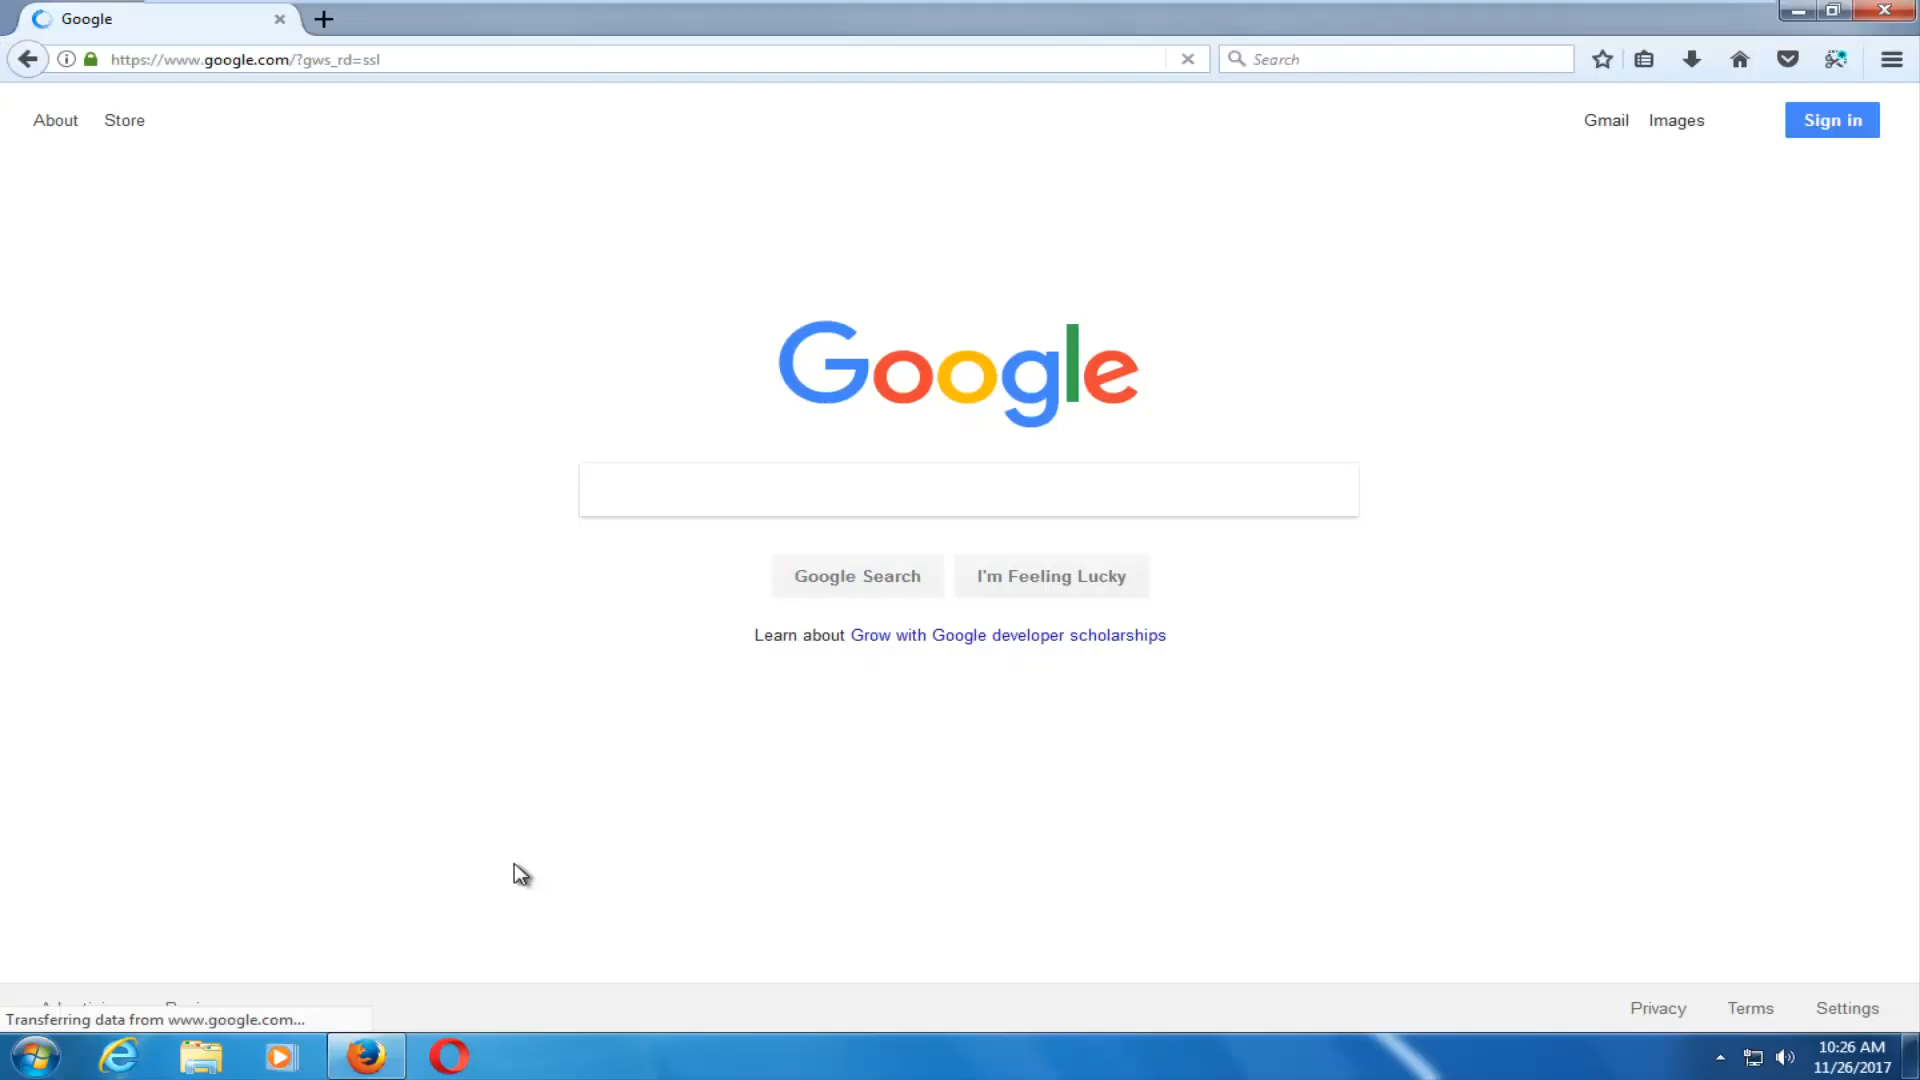 Google
https://www.google.com/?gws_rd=ssl
Search
About
Store
Gmail
Images
Sign in
Google
Google Search
I'm Feeling Lucky
Learn about Grow with Google developer scholarships
Privacy
Terms
Settings
Transferring data from www.google.com...
10:26 AM
11/26/2017